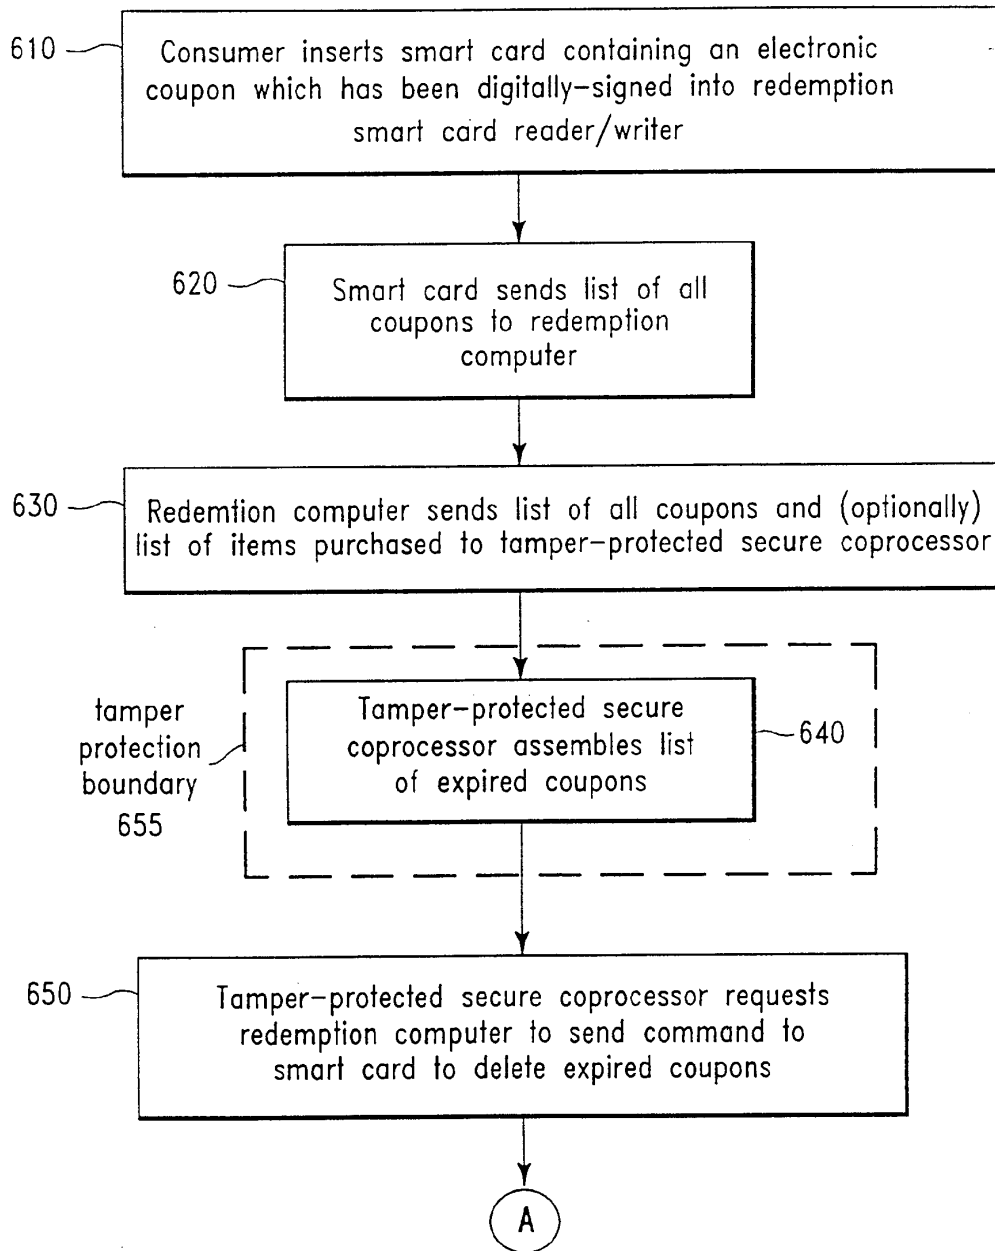 610
Consumer inserts smart card containing an electronic
coupon which has been digitally-signed into redemption
smart card reader/writer
620
Smart card sends list of all
coupons to redemption
computer
630
Redemtion computer sends list of all coupons and (optionally)
list of items purchased to tamper-protected secure coprocessor
tamper
protection
boundary
655
Tamper-protected secure
coprocessor assembles list
of expired coupons
640
650
Tamper-protected secure coprocessor requests
redemption computer to send command to
smart card to delete expired coupons
A